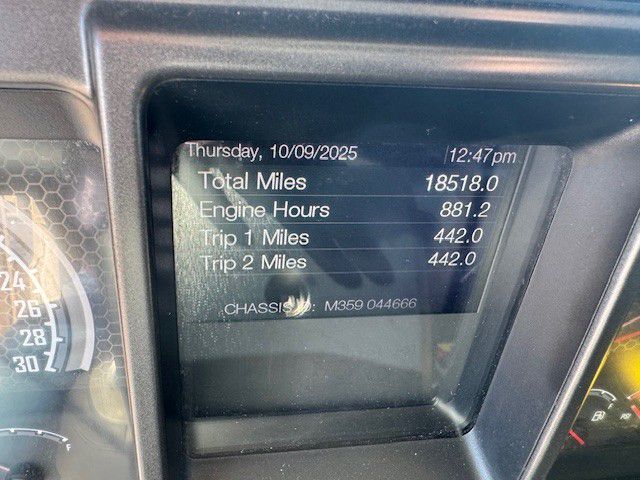 Thursday, 10/09/2025 12:47pm
Total Miles 18518.0
Engine Hours 881.2
Trip 1 Miles 442.0
Trip 2 Miles 442.0
CHASSIS ID: M359 044666
24
26
28
30
F